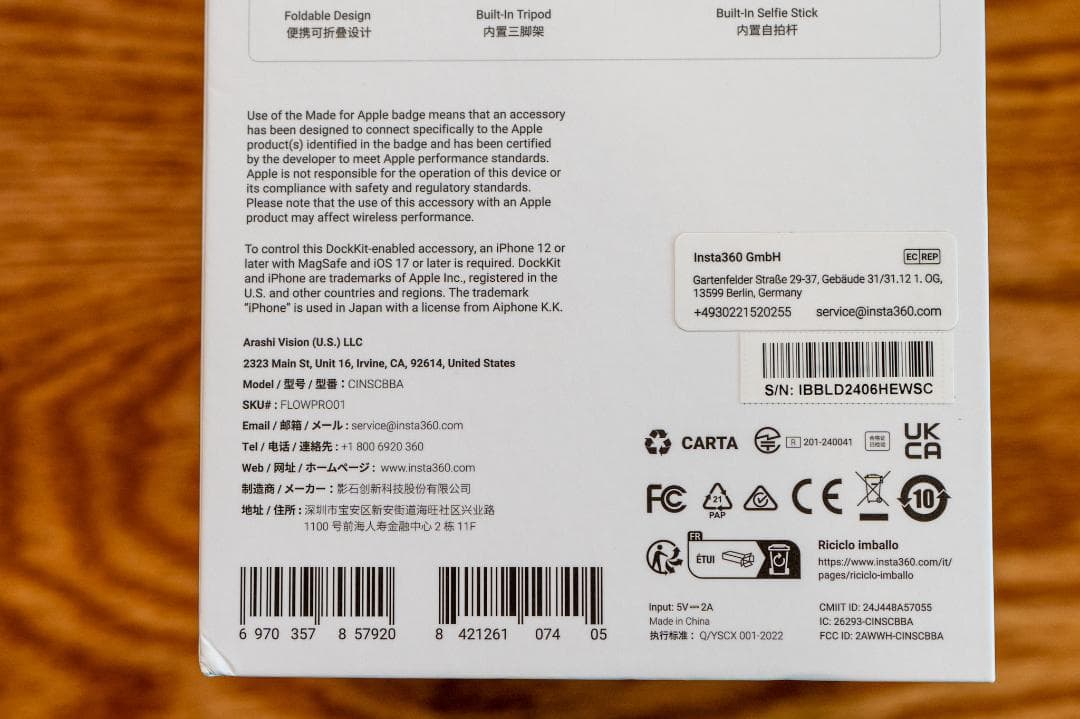 Foldable Design
便携可折叠设计
Built-In Tripod
内置三脚架
Built-In Selfie Stick
内置自拍杆
Use of the Made for Apple badge means that an accessory
has been designed to connect specifically to the Apple
product(s) identified in the badge and has been certified
by the developer to meet Apple performance standards.
Apple is not responsible for the operation of this device or
its compliance with safety and regulatory standards.
Please note that the use of this accessory with an Apple
product may affect wireless performance.
To control this DockKit-enabled accessory, an iPhone 12 or
later with MagSafe and iOS 17 or later is required. DockKit
and iPhone are trademarks of Apple Inc., registered in the
U.S. and other countries and regions. The trademark
“iPhone” is used in Japan with a license from Aiphone K.K.
Arashi Vision (U.S.) LLC
2323 Main St, Unit 16, Irvine, CA, 92614, United States
Model / 型号 / 型番：CINSCBBA
SKU# : FLOWPRO01
Email / 邮箱 / メール : service@insta360.com
Tel / 电话 / 連絡先 : +1 800 6920 360
Web / 网址 / ホームページ : www.insta360.com
制造商 / メーカー：影石创新科技股份有限公司
地址 / 住所 : 深圳市宝安区新安街道海旺社区兴业路
1100 号前海人寿金融中心 2 栋 11F
6 970 357 8 57920
8 421261 074 05
Insta360 GmbH
EC REP
Gartenfelder Straße 29-37, Gebäude 31/31.12 1. OG,
13599 Berlin, Germany
+4930221520255 service@insta360.com
S/N: IBBLD2406HEWSC
CARTA
R 201-240041
合格证
已检验
UK
CA
FC
21
PAP
CE
10
FR
ÉTUI
Riciclo imballo
https://www.insta360.com/it/
pages/riciclo-imballo
Input: 5V⎓2A
Made in China
执行标准： Q/YSCX 001-2022
CMIIT ID: 24J448A57055
IC: 26293-CINSCBBA
FCC ID: 2AWWH-CINSCBBA